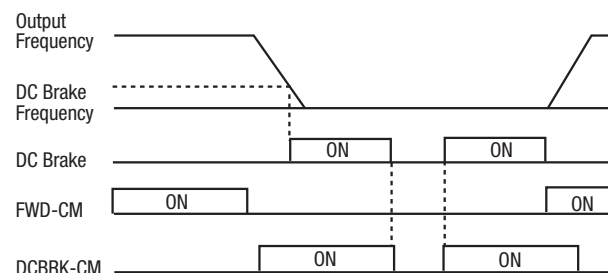 Output
Frequency
DC Brake
Frequency
DC Brake
ON
ON
FWD-CM
ON
ON
DCBRK-CM
ON
ON